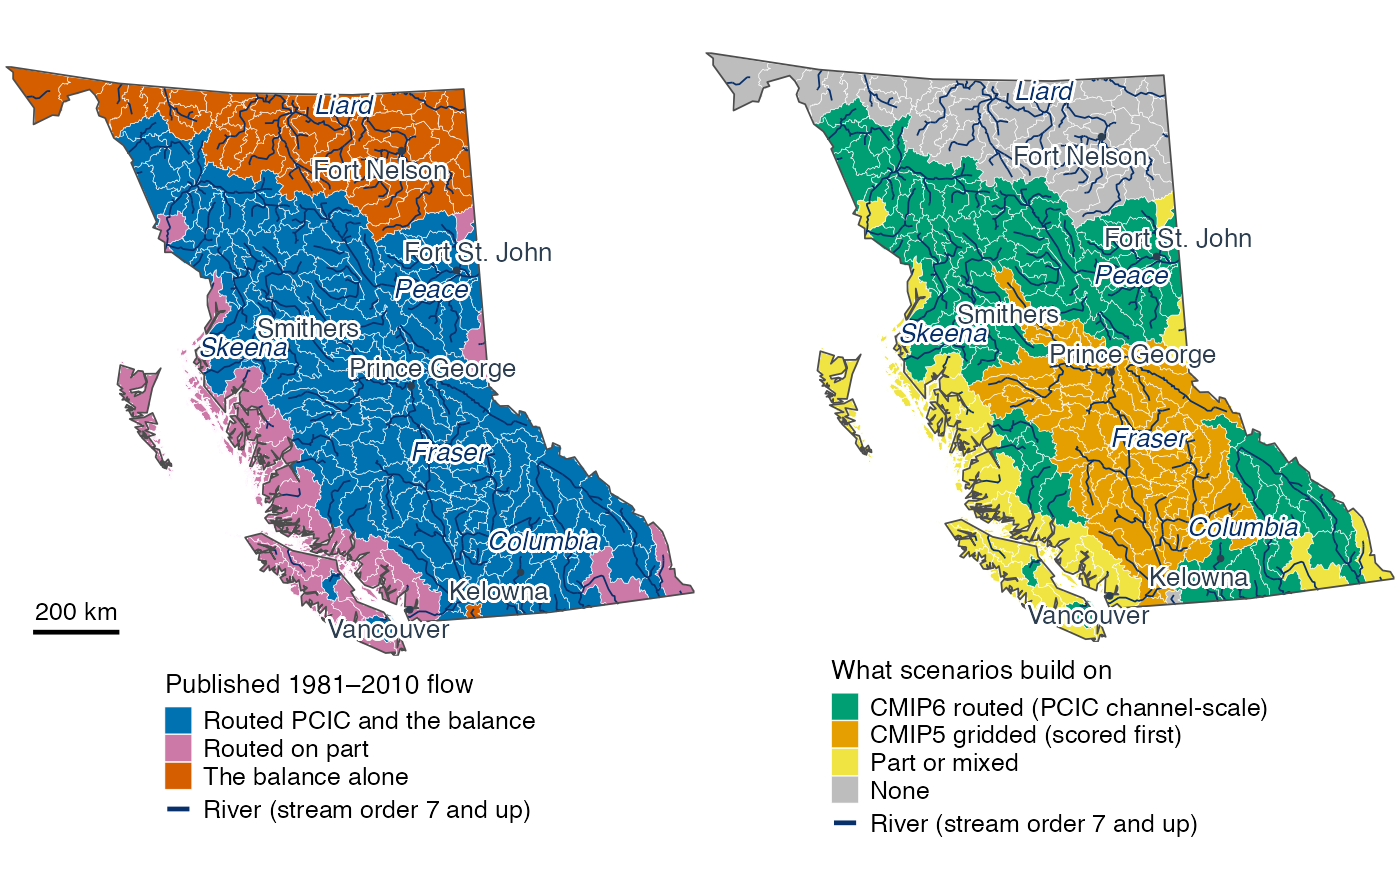 Liard
Fort Nelson
Fort St. John
Peace
Smithers
Skeena
Prince George
Fraser
Columbia
Kelowna
Vancouver
200 km
Published 1981–2010 flow
Routed PCIC and the balance
Routed on part
The balance alone
River (stream order 7 and up)
Liard
Fort Nelson
Fort St. John
Peace
Smithers
Skeena
Prince George
Fraser
Columbia
Kelowna
Vancouver
What scenarios build on
CMIP6 routed (PCIC channel-scale)
CMIP5 gridded (scored first)
Part or mixed
None
River (stream order 7 and up)